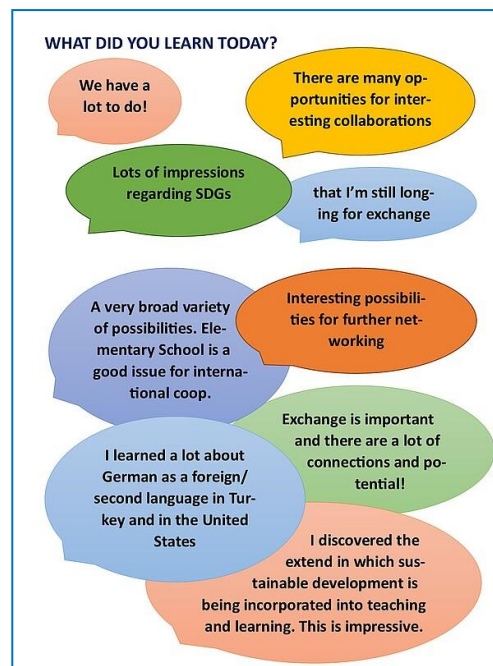 WHAT DID YOU LEARN TODAY?
We have a
lot to do!
There are many op-
portunities for inter-
esting collaborations
Lots of impressions
regarding SDGs
that I'm still long-
ing for exchange
A very broad variety
of possibilities. Ele-
mentary School is a
good issue for interna-
tional coop.
Interesting possibili-
ties for further net-
working
Exchange is important
and there are a lot of
connections and po-
tential!
I learned a lot about
German as a foreign/
second language in Tur-
key and in the United
States
I discovered the
extend in which sus-
tainable development is
being incorporated into teaching
and learning. This is impressive.